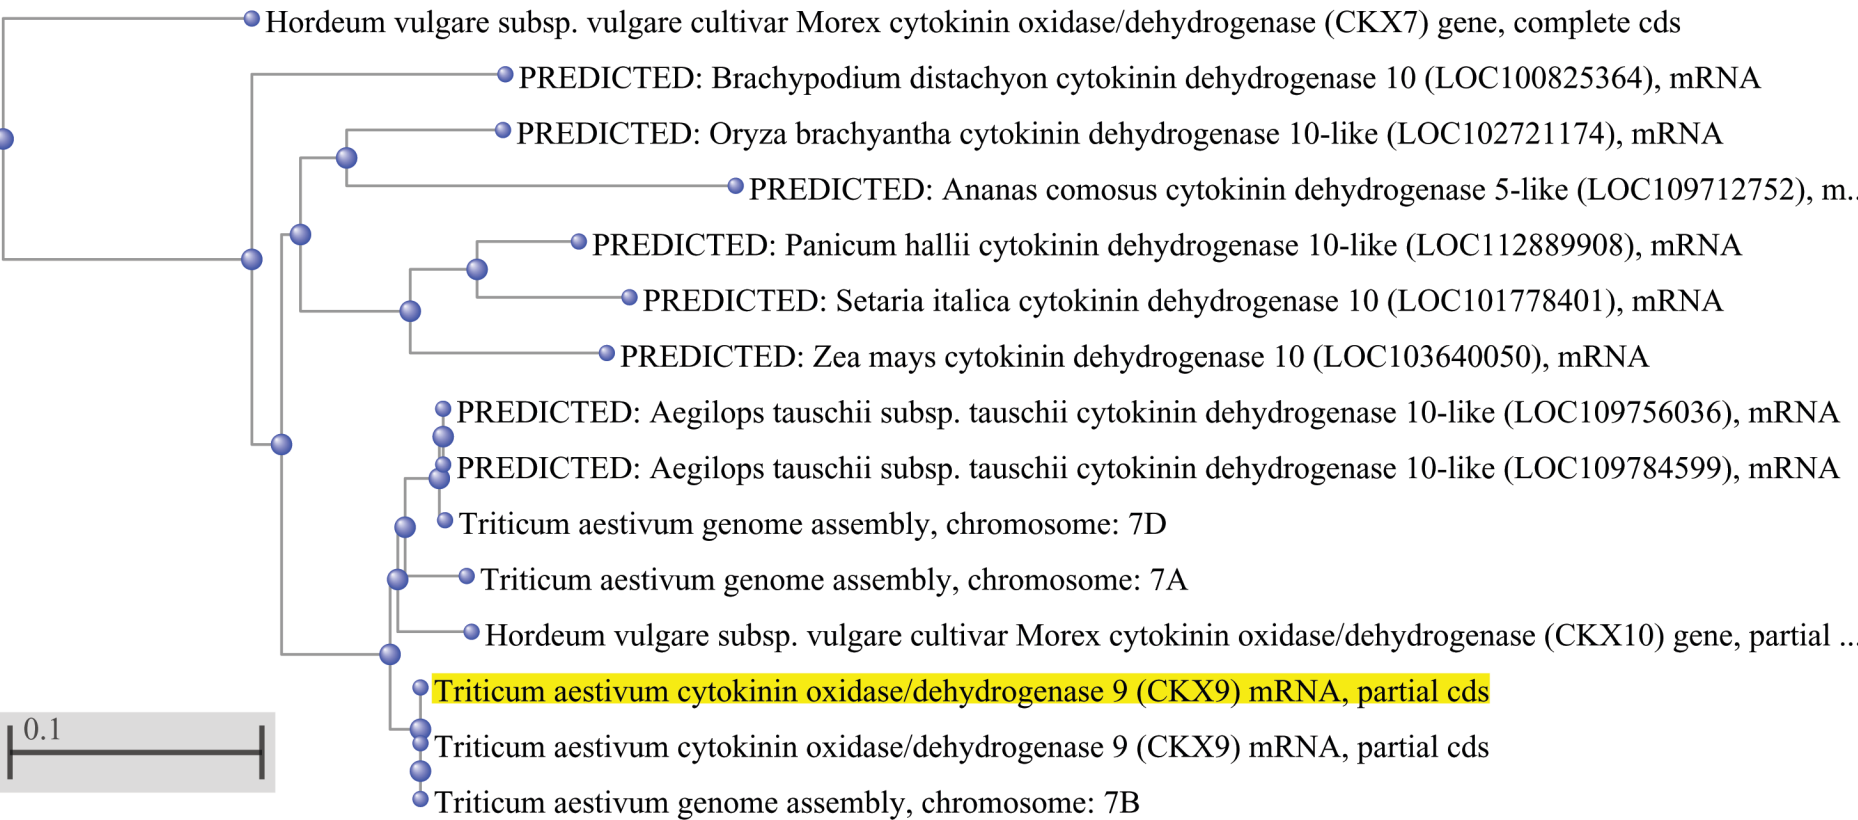 Hordeum vulgare subsp. vulgare cultivar Morex cytokinin oxidase/dehydrogenase (CKX7) gene, complete cds
PREDICTED: Brachypodium distachyon cytokinin dehydrogenase 10 (LOC100825364), mRNA
PREDICTED: Oryza brachyantha cytokinin dehydrogenase 10-like (LOC102721174), mRNA
PREDICTED: Ananas comosus cytokinin dehydrogenase 5-like (LOC109712752), m..
PREDICTED: Panicum hallii cytokinin dehydrogenase 10-like (LOC112889908), mRNA
PREDICTED: Setaria italica cytokinin dehydrogenase 10 (LOC101778401), mRNA
PREDICTED: Zea mays cytokinin dehydrogenase 10 (LOC103640050), mRNA
PREDICTED: Aegilops tauschii subsp. tauschii cytokinin dehydrogenase 10-like (LOC109756036), mRNA
PREDICTED: Aegilops tauschii subsp. tauschii cytokinin dehydrogenase 10-like (LOC109784599), mRNA
Triticum aestivum genome assembly, chromosome: 7D
Triticum aestivum genome assembly, chromosome: 7A
Hordeum vulgare subsp. vulgare cultivar Morex cytokinin oxidase/dehydrogenase (CKX10) gene, partial ...
Triticum aestivum cytokinin oxidase/dehydrogenase 9 (CKX9) mRNA, partial cds
0.1
Triticum aestivum cytokinin oxidase/dehydrogenase 9 (CKX9) mRNA, partial cds
Triticum aestivum genome assembly, chromosome: 7B